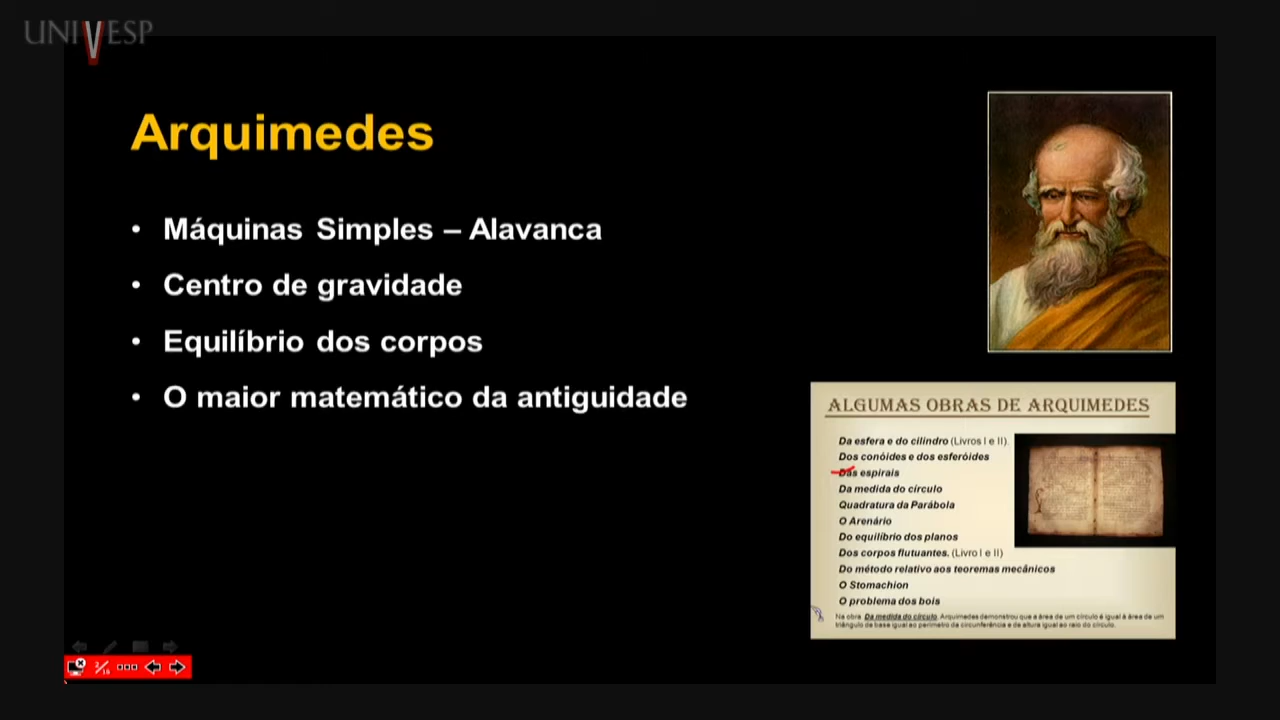 UNIVESP
Arquimedes
• Máquinas Simples – Alavanca
• Centro de gravidade
• Equilíbrio dos corpos
• O maior matemático da antiguidade
ALGUMAS OBRAS DE ARQUIMEDES
Da esfera e do cilindro (Livros I e II).
Dos conóides e dos esferóides
Das espirais
Da medida do círculo
Quadratura da Parábola
O Arenário
Do equilíbrio dos planos
Dos corpos flutuantes. (Livro I e II)
Do método relativo aos teoremas mecânicos
O Stomachion
O problema dos bois
Na obra Da medida do círculo, Arquimedes demonstrou que a área de um círculo é igual à área de um
triângulo de base igual ao perímetro da circunferência e de altura igual ao raio do círculo.